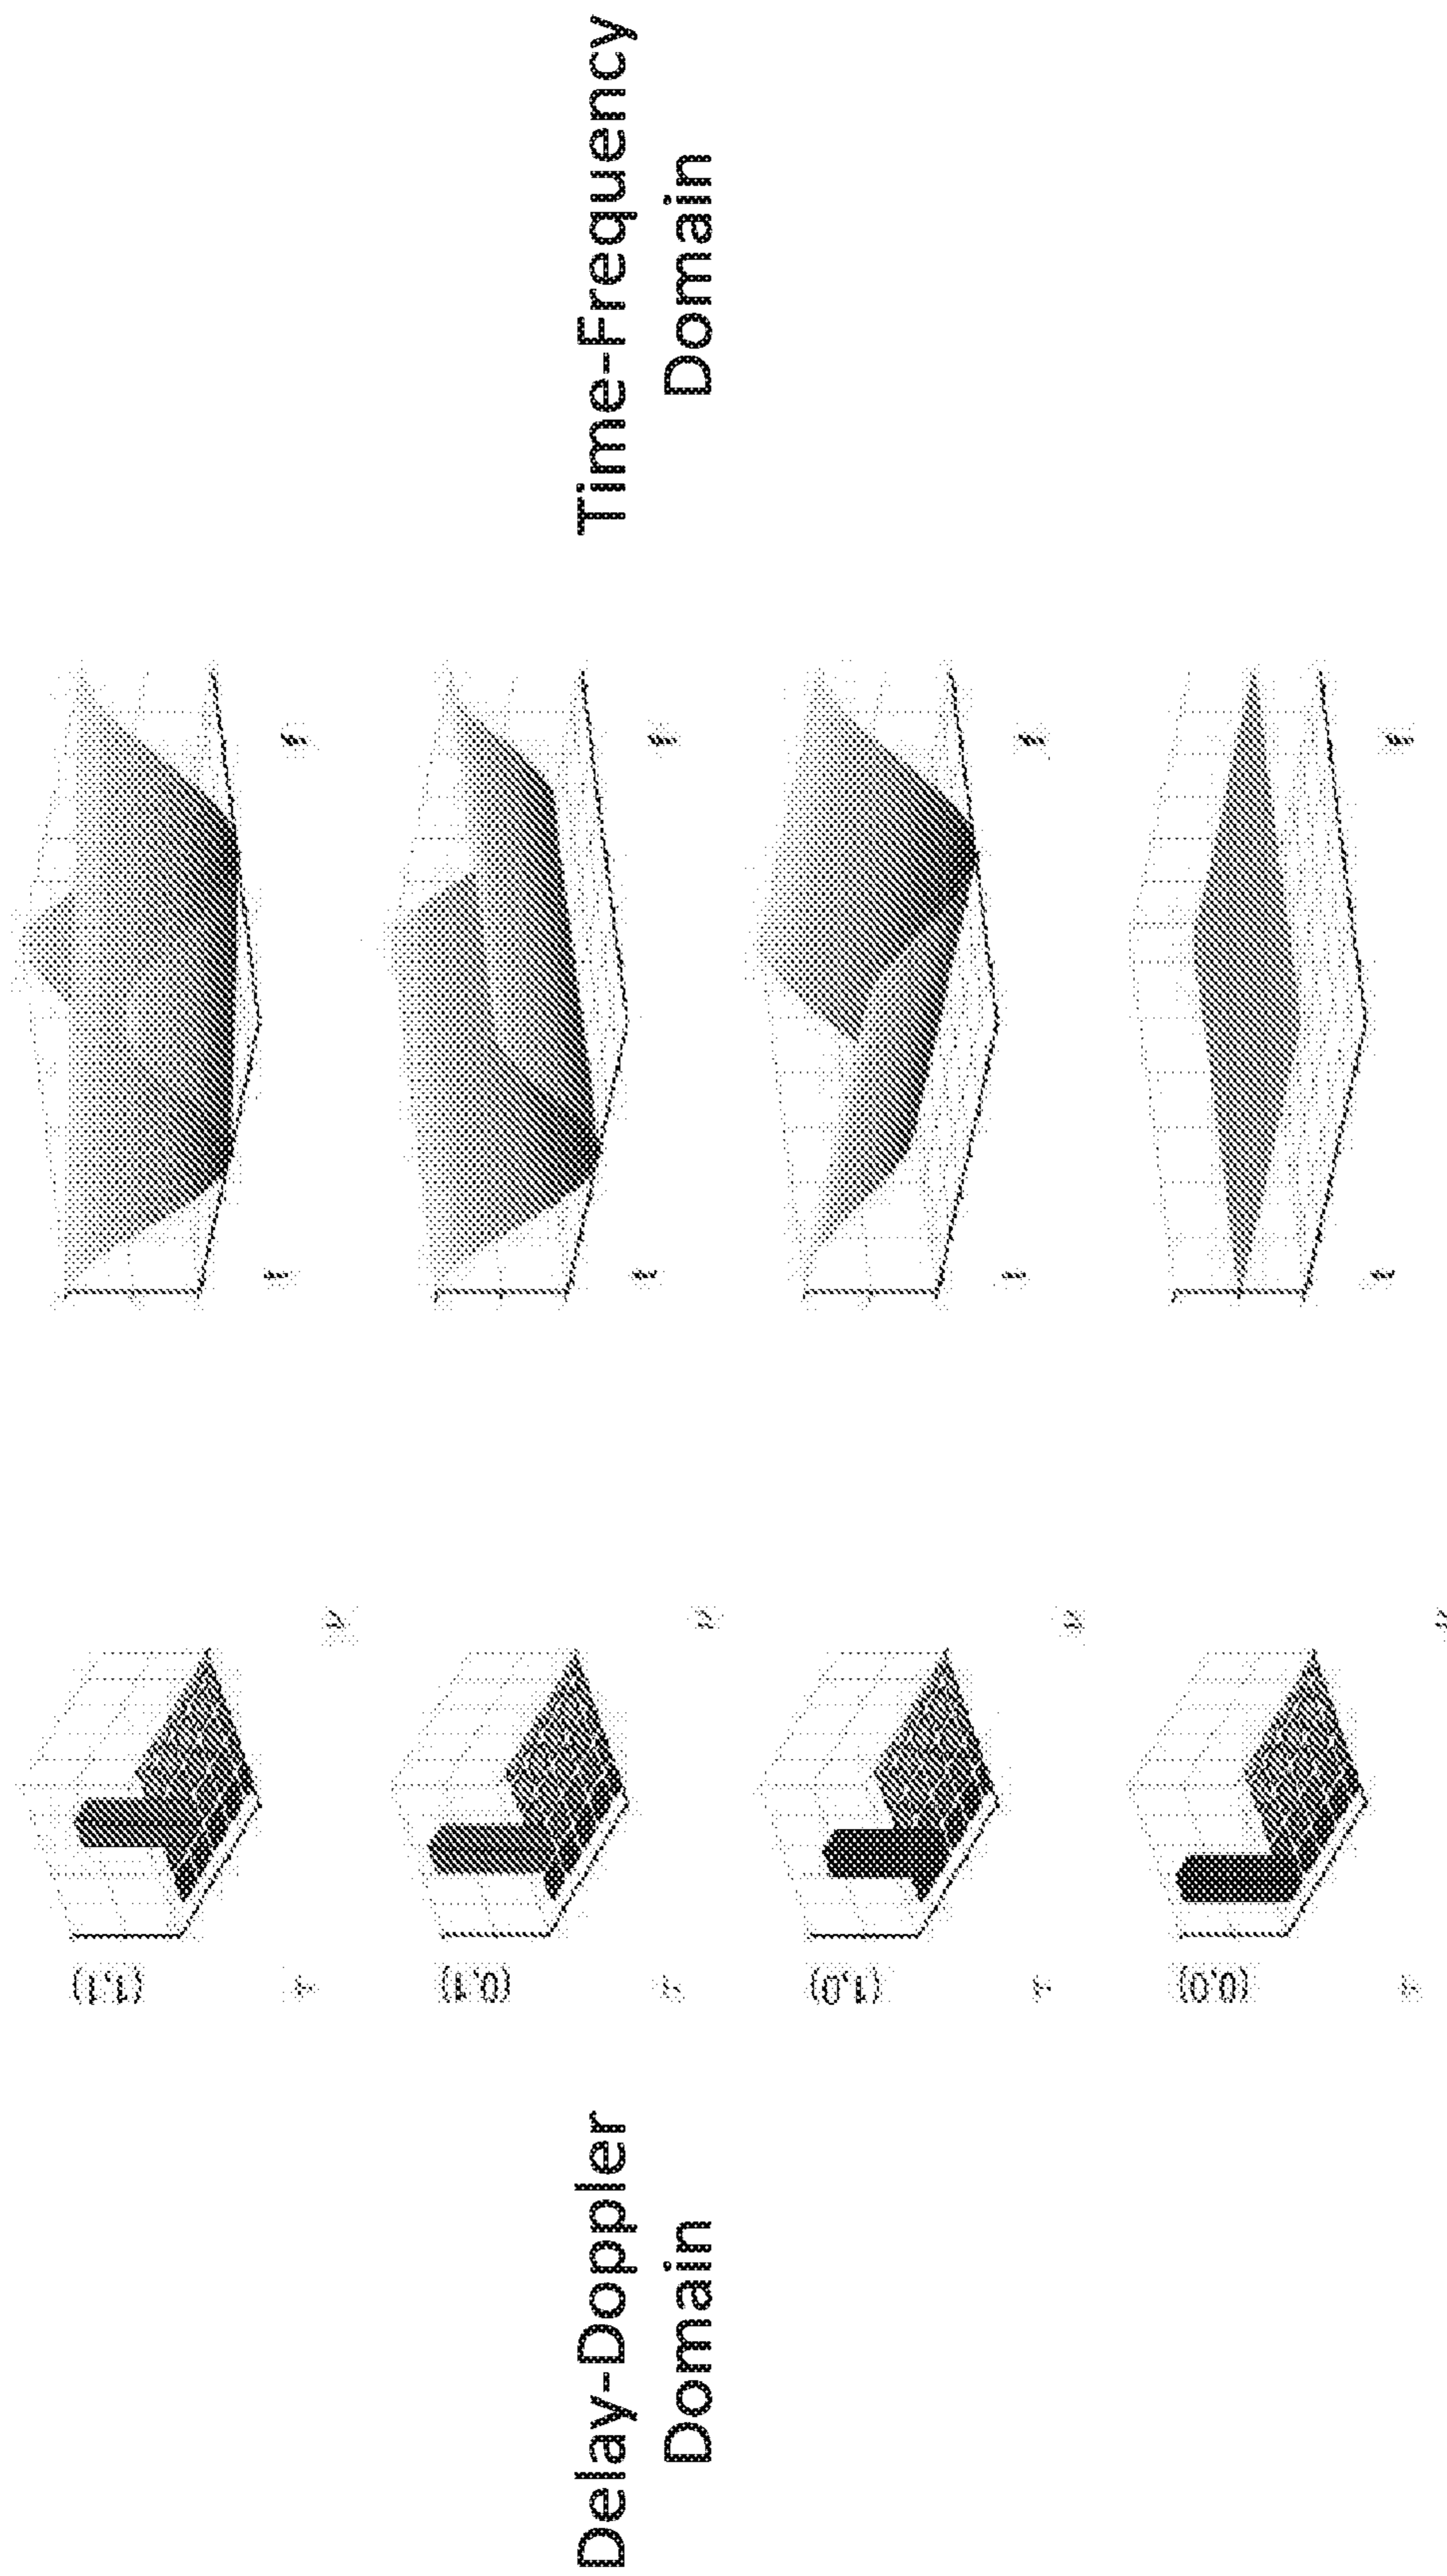 Time-Frequency
Domain
f
f
f
f
t
t
t
t
(1,1)
(0,1)
(1,0)
(0,0)
Delay-Doppler
Domain